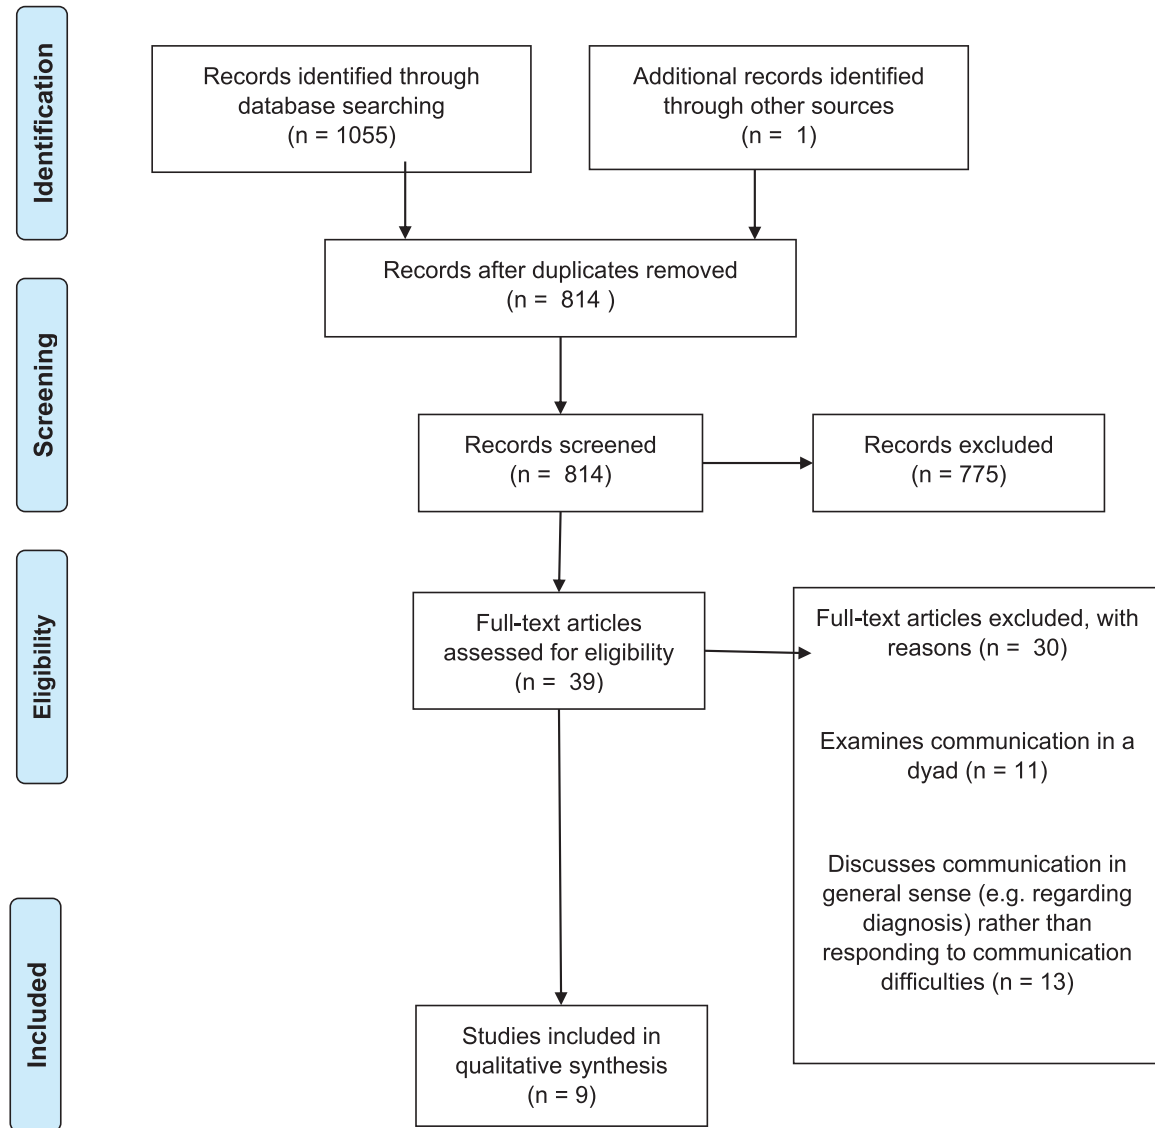 Identification
Records identified through
database searching
(n = 1055)
Additional records identified
through other sources
(n =  1)
Records after duplicates removed
(n =  814 )
Screening
Records screened
(n =  814)
Records excluded
(n = 775)
Eligibility
Full-text articles
assessed for eligibility
(n =  39)
Full-text articles excluded, with
reasons (n =  30)
Examines communication in a
dyad (n = 11)
Discusses communication in
general sense (e.g. regarding
diagnosis) rather than
responding to communication
difficulties (n = 13)
Included
Studies included in
qualitative synthesis
(n = 9)